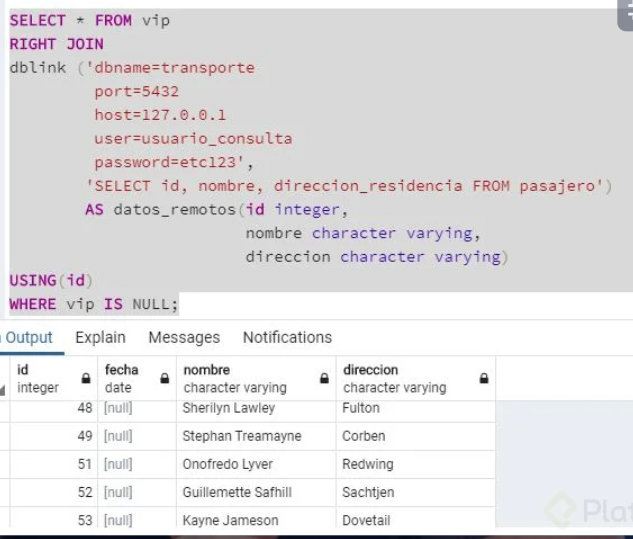 SELECT * FROM vip
RIGHT JOIN
dblink ('dbname=transporte
port=5432
host=127.0.0.1
user=usuario_consulta
password=etc123',
'SELECT id, nombre, direccion_residencia FROM pasajero')
AS datos_remotos(id integer,
nombre character varying,
direccion character varying)
USING(id)
WHERE vip IS NULL;
Output Explain Messages Notifications
id fecha nombre direccion
integer date character varying character varying
48 [null] Sherilyn Lawley Fulton
49 [null] Stephan Treamayne Corben
51 [null] Onofredo Lyver Redwing
52 [null] Guillemette Safhill Sachtjen
53 [null] Kayne Jameson Dovetail
Plat